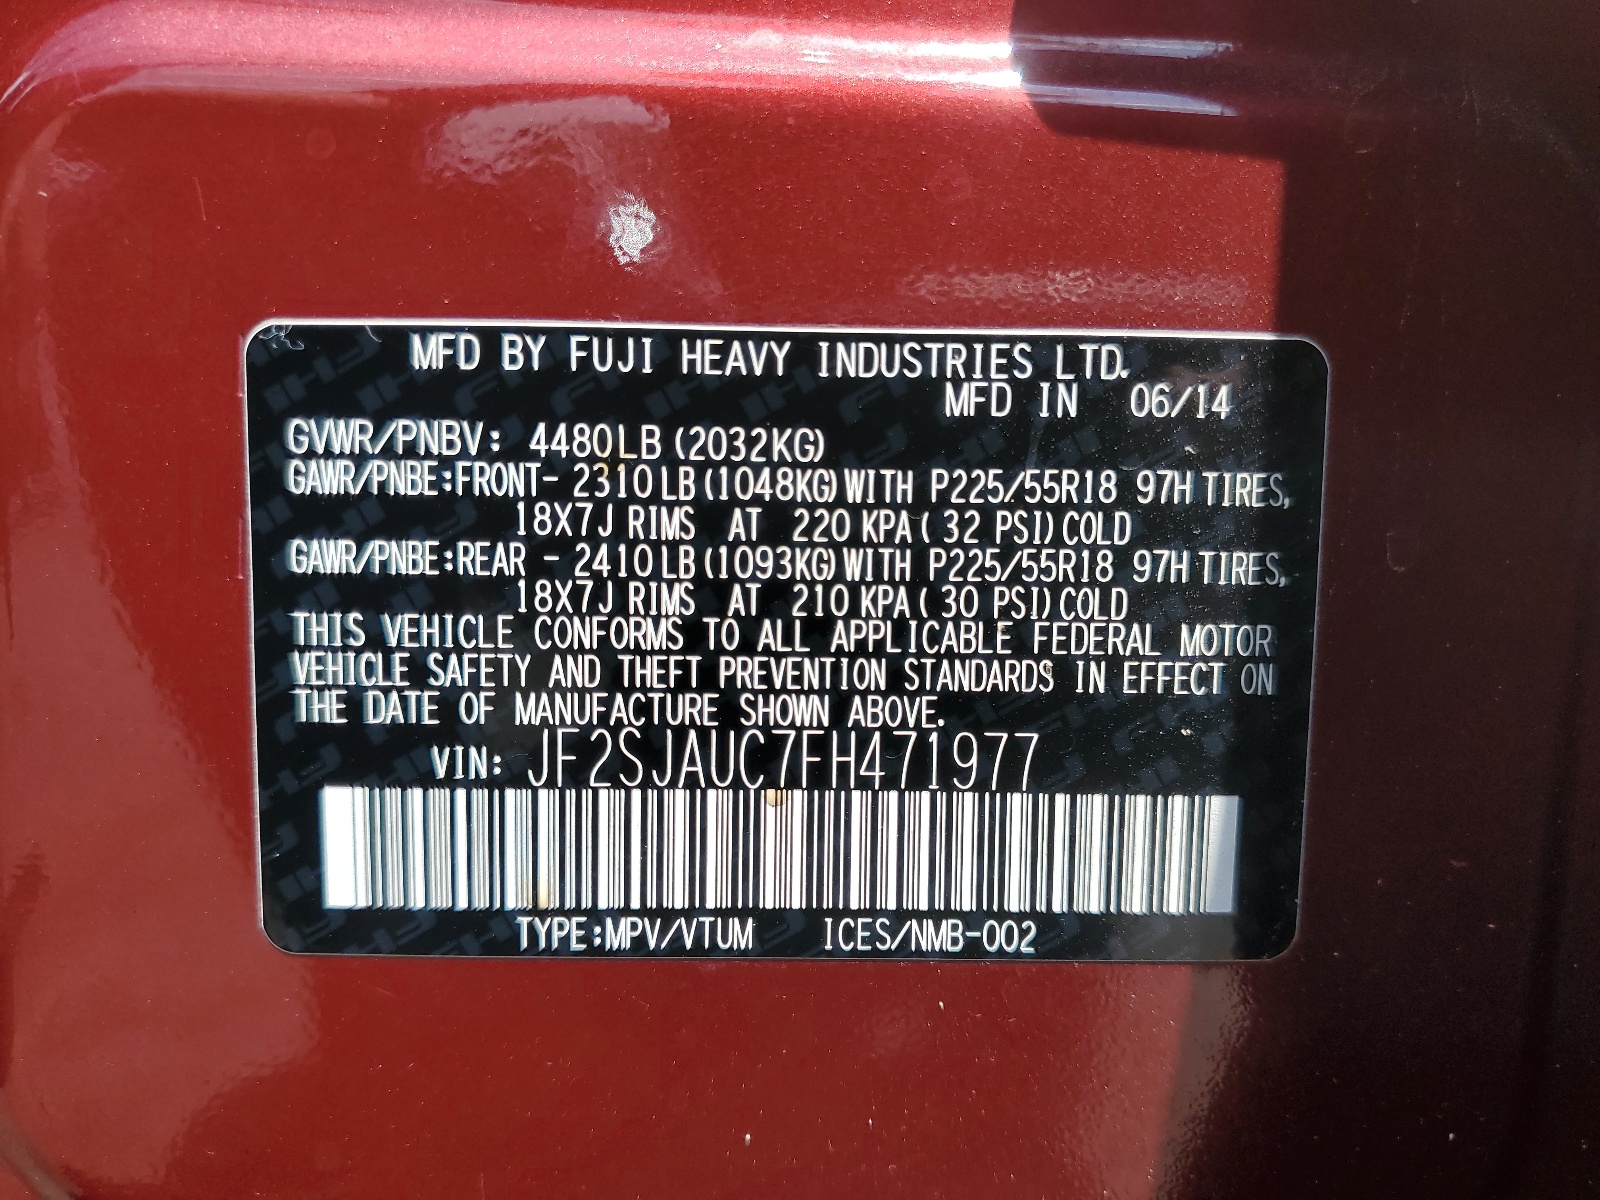 MFD BY FUJI HEAVY INDUSTRIES LTD.
MFD IN 06/14
GVWR/PNBV: 4480LB (2032KG)
GAWR/PNBE:FRONT- 2310LB (1048KG) WITH P225/55R18 97H TIRES,
18X7J RIMS AT 220 KPA ( 32 PSI) COLD
GAWR/PNBE:REAR - 2410LB (1093KG) WITH P225/55R18 97H TIRES,
18X7J RIMS AT 210 KPA ( 30 PSI) COLD
THIS VEHICLE CONFORMS TO ALL APPLICABLE FEDERAL MOTOR
VEHICLE SAFETY AND THEFT PREVENTION STANDARDS IN EFFECT ON
THE DATE OF MANUFACTURE SHOWN ABOVE.
VIN: JF2SJAUC7FH471977
TYPE:MPV/VTUM ICES/NMB-002